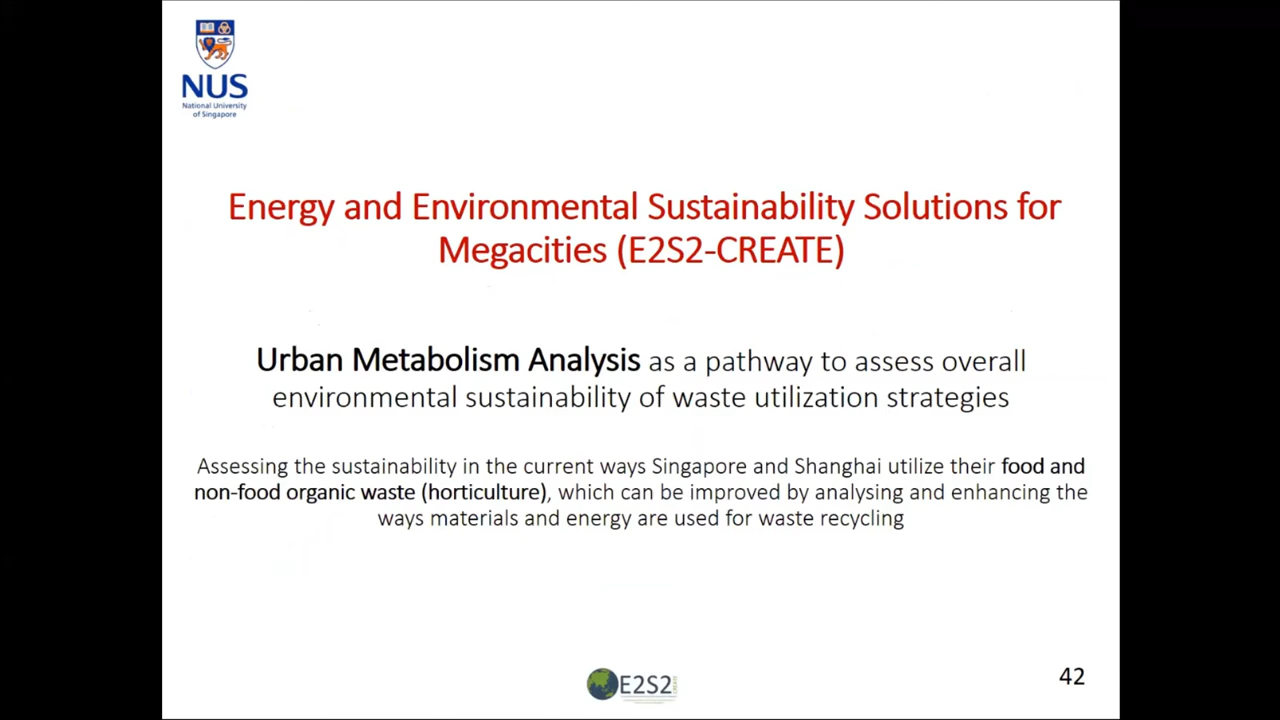 NUS
National University
of Singapore
Energy and Environmental Sustainability Solutions for
Megacities (E2S2-CREATE)
Urban Metabolism Analysis as a pathway to assess overall
environmental sustainability of waste utilization strategies
Assessing the sustainability in the current ways Singapore and Shanghai utilize their food and
non-food organic waste (horticulture), which can be improved by analysing and enhancing the
ways materials and energy are used for waste recycling
E2S2
42